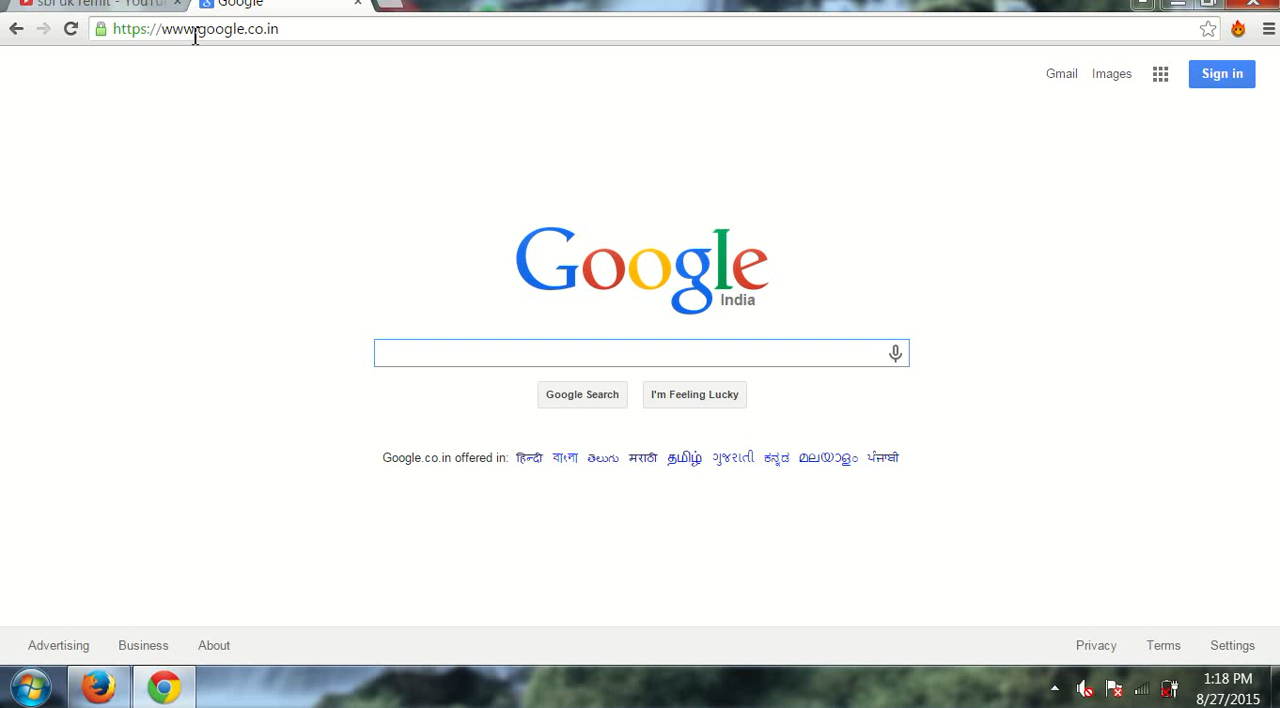 sbi uk remit - YouTu
Google
https://www.google.co.in
Gmail Images Sign in
Google
India
Google Search I'm Feeling Lucky
Google.co.in offered in: हिन्दी বাংলা తెలుగు मराठी தமிழ் ગુજરાતી ಕನ್ನಡ മലയാളം ਪੰਜਾਬੀ
Advertising Business About Privacy Terms Settings
1:18 PM
8/27/2015